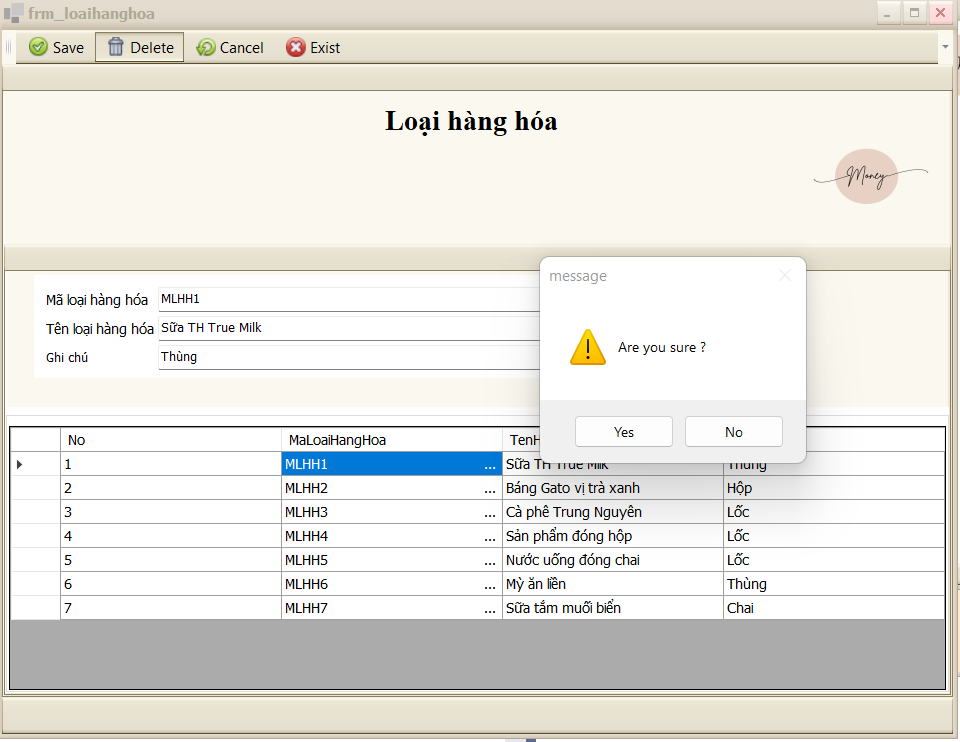 frm_loaihanghoa
Save Delete Cancel Exist
Loại hàng hóa
Money
message
Are you sure ?
Yes No
Mã loại hàng hóa MLHH1
Tên loại hàng hóa Sữa TH True Milk
Ghi chú Thùng
No MaLoaiHangHoa TenH
1 MLHH1 ... Sữa TH True Milk Thùng
2 MLHH2 ... Báng Gato vị trà xanh Hộp
3 MLHH3 ... Cà phê Trung Nguyên Lốc
4 MLHH4 ... Sản phẩm đóng hộp Lốc
5 MLHH5 ... Nước uống đóng chai Lốc
6 MLHH6 ... Mỳ ăn liền Thùng
7 MLHH7 ... Sữa tắm muối biển Chai